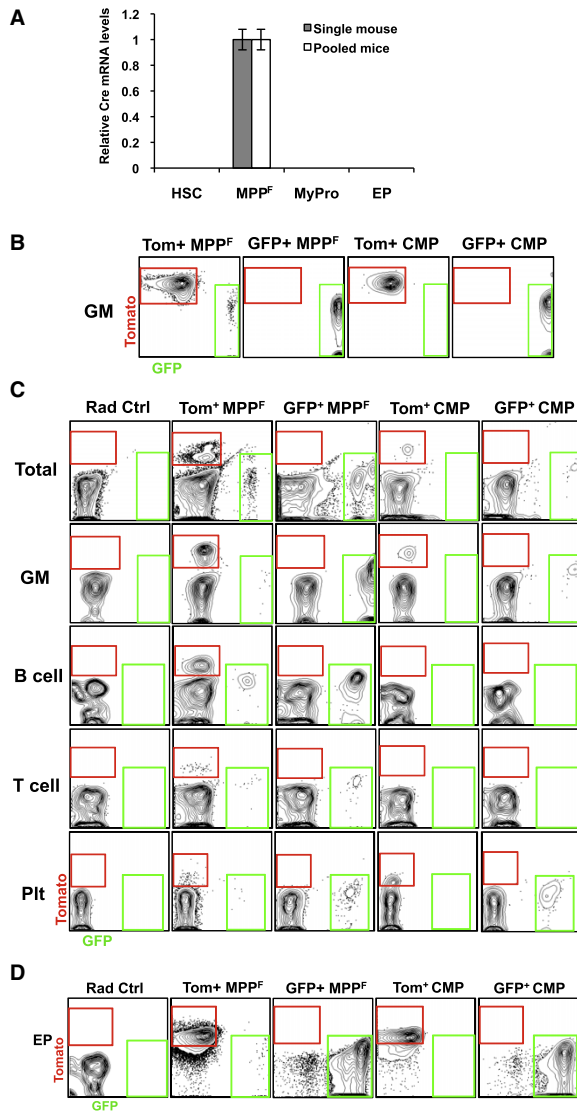 A
Relative Cre mRNA levels
1.2
1
0.8
0.6
0.4
0.2
0
Single mouse
Pooled mice
HSC MPPF MyPro EP
B
Tom+ MPPF GFP+ MPPF Tom+ CMP GFP+ CMP
GM
Tomato
GFP
C
Rad Ctrl Tom+ MPPF GFP+ MPPF Tom+ CMP GFP+ CMP
Total
GM
B cell
T cell
Plt
Tomato
GFP
D
Rad Ctrl Tom+ MPPF GFP+ MPPF Tom+ CMP GFP+ CMP
EP
Tomato
GFP